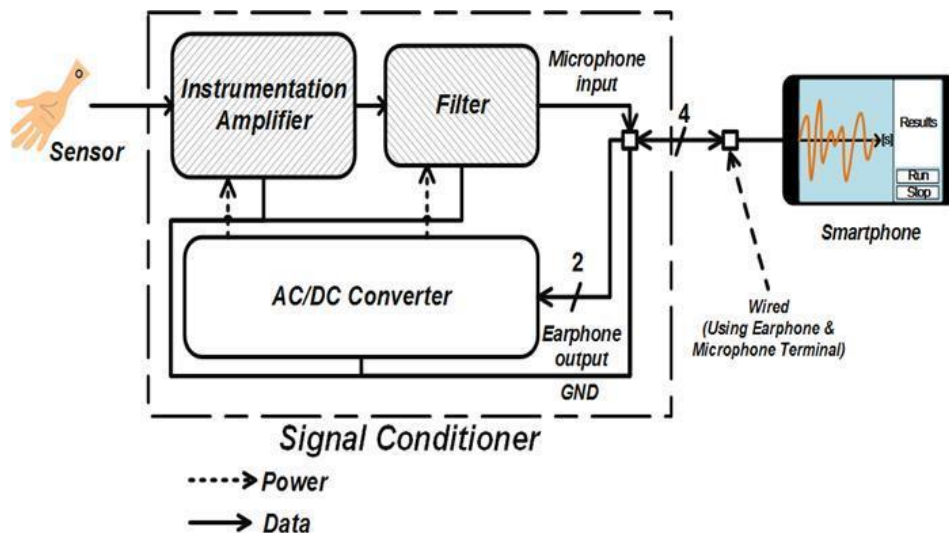 Sensor
Instrumentation
Amplifier
Filter
Microphone
input
4
[s]
Results
Run
Stop
Smartphone
AC/DC Converter
2
Earphone
output
GND
Wired
(Using Earphone &
Microphone Terminal)
Signal Conditioner
Power
Data